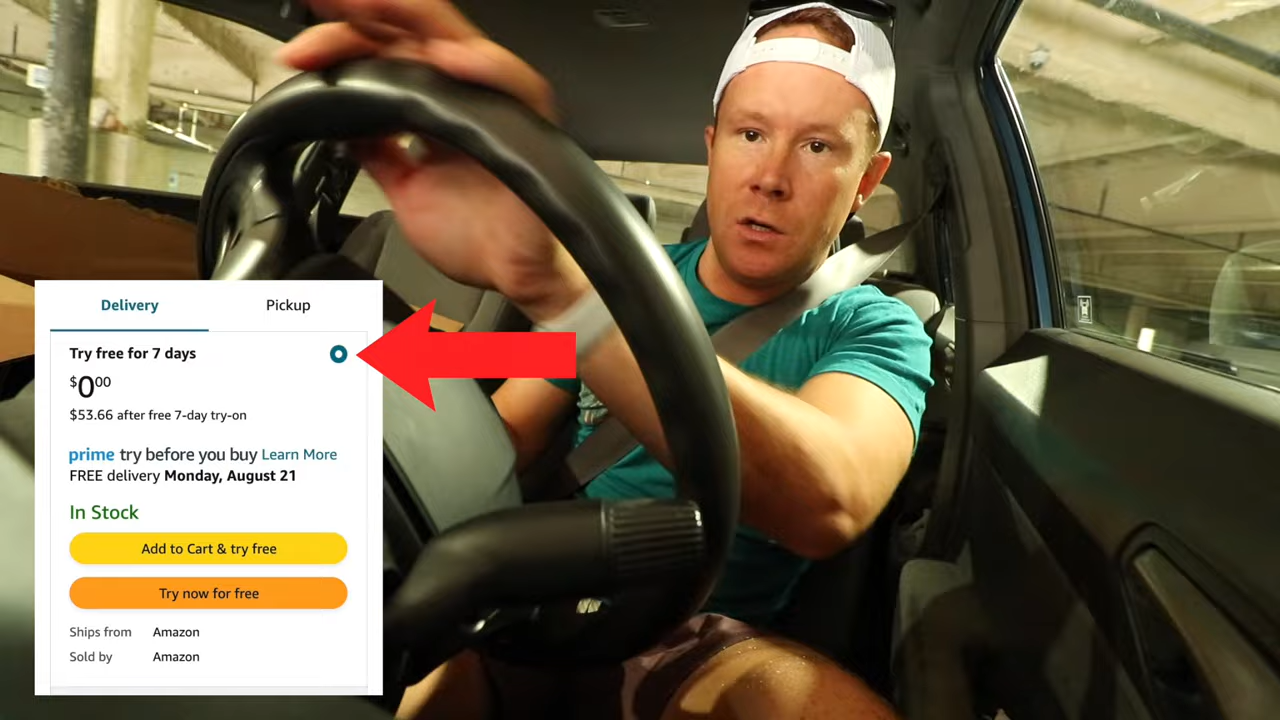 Delivery Pickup
Try free for 7 days
$0.00
$53.66 after free 7-day try-on
prime try before you buy Learn More
FREE delivery Monday, August 21
In Stock
Add to Cart & try free
Try now for free
Ships from Amazon
Sold by Amazon